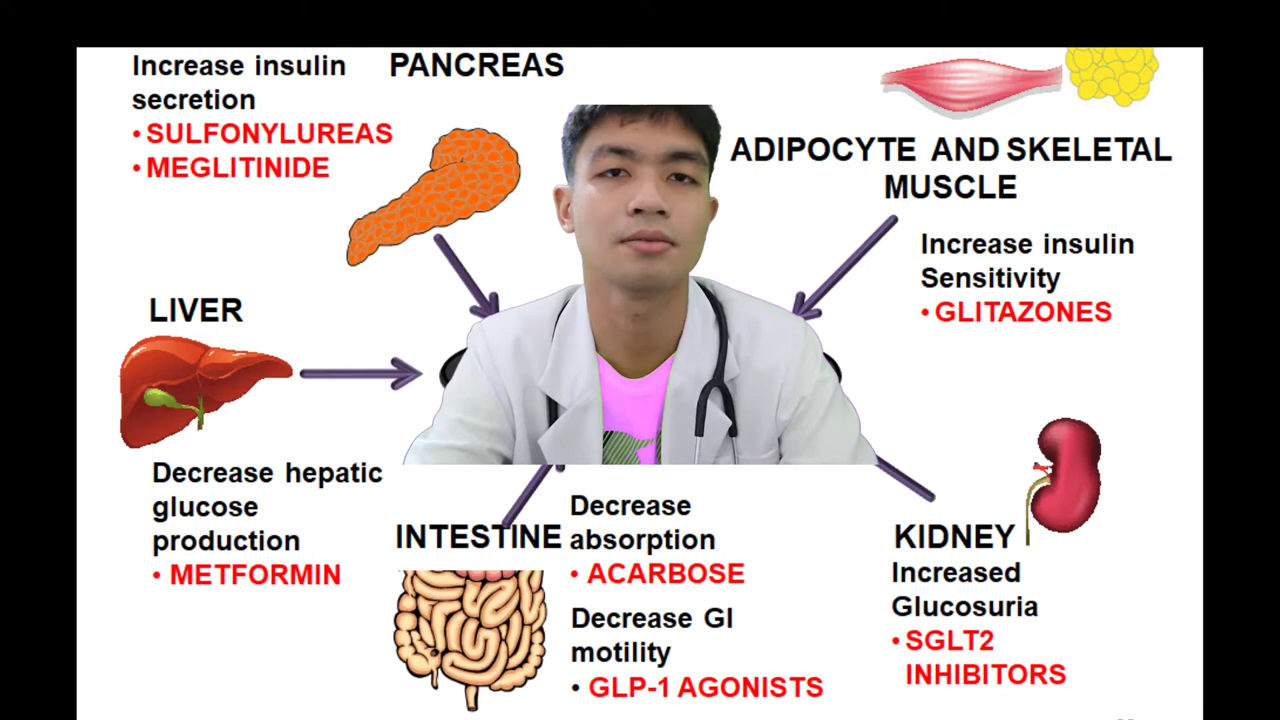 Increase insulin
secretion
• SULFONYLUREAS
• MEGLITINIDE
PANCREAS
ADIPOCYTE AND SKELETAL
MUSCLE
Increase insulin
Sensitivity
• GLITAZONES
LIVER
Decrease hepatic
glucose
production
• METFORMIN
INTESTINE
Decrease
absorption
• ACARBOSE
Decrease GI
motility
• GLP-1 AGONISTS
KIDNEY
Increased
Glucosuria
• SGLT2
INHIBITORS